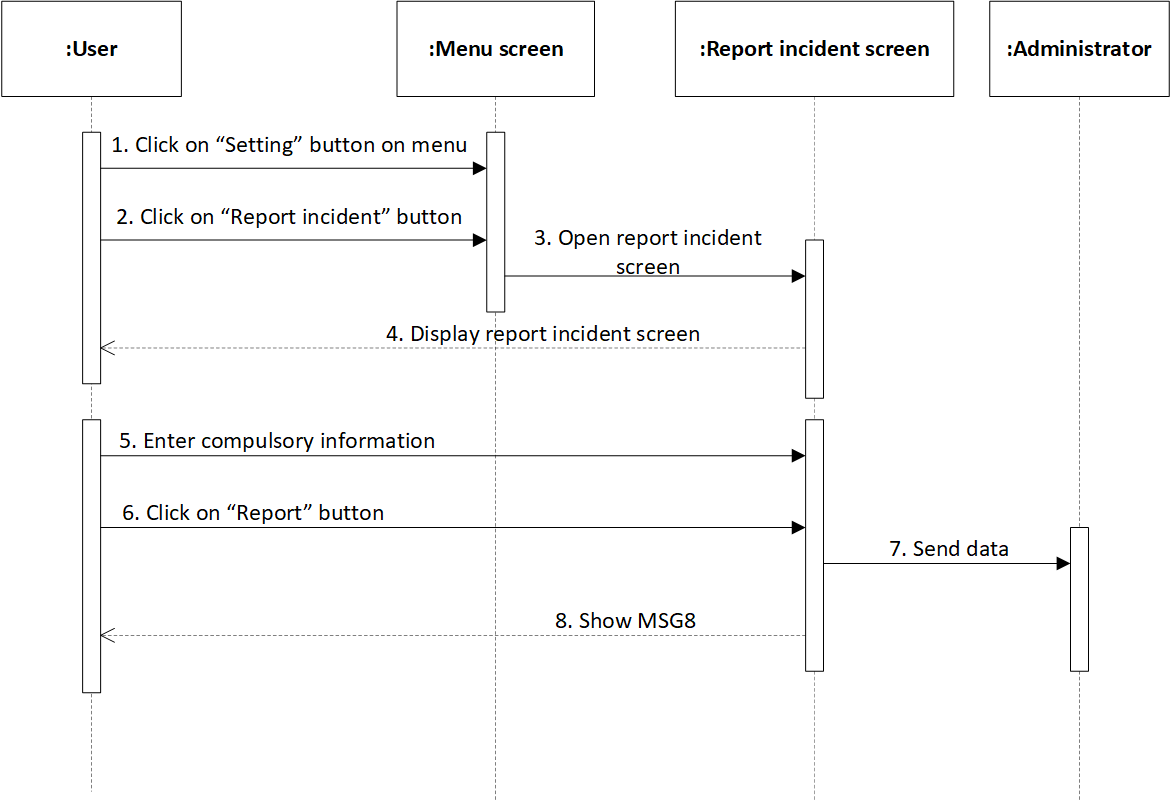 :User
:Menu screen
:Report incident screen
:Administrator
1. Click on “Setting” button on menu
2. Click on “Report incident” button
3. Open report incident
screen
4. Display report incident screen
5. Enter compulsory information
6. Click on “Report” button
7. Send data
8. Show MSG8